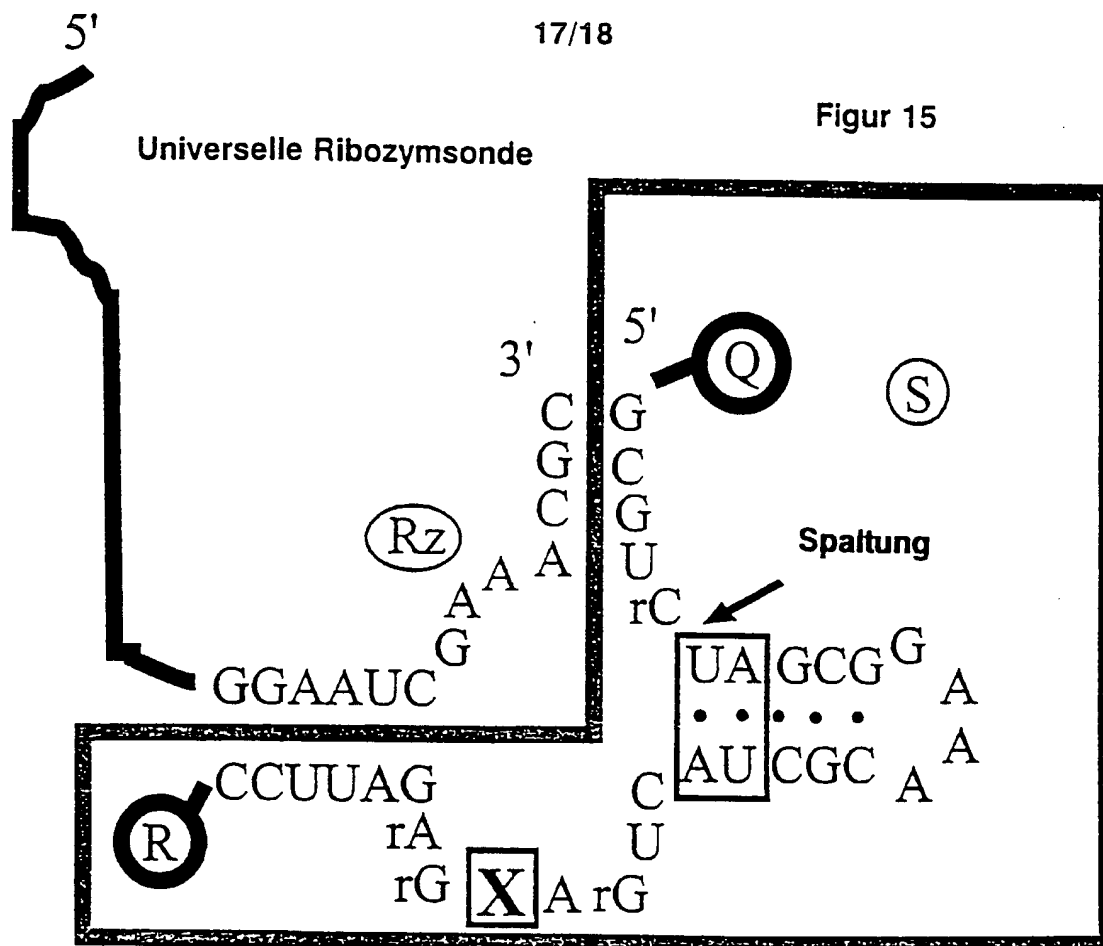 17/18
5'
Figur 15
Universelle Ribozymsonde
5'
3'
Q
S
C G
G C
C G
Rz
Spaltung
A A A U
rC
G
UA GCG G A
GGAAUC
• • • • •
A
AU CGC A
CCUUAG
C
R
rA
U
rG X A rG